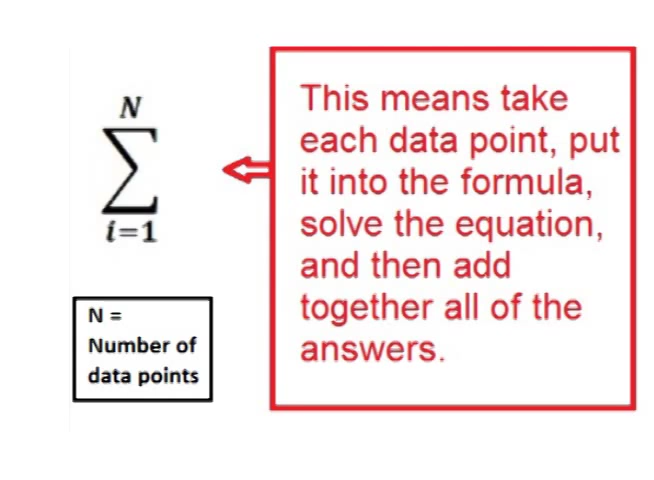 N
∑
i=1
N =
Number of
data points
This means take
each data point, put
it into the formula,
solve the equation,
and then add
together all of the
answers.